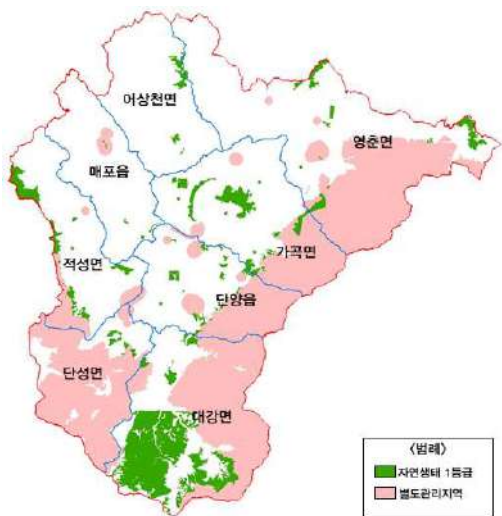 어상천면
영춘면
매포읍
가곡면
적성면
단양읍
단성면
대강면
<범례>
자연생태 1등급
별도관리지역